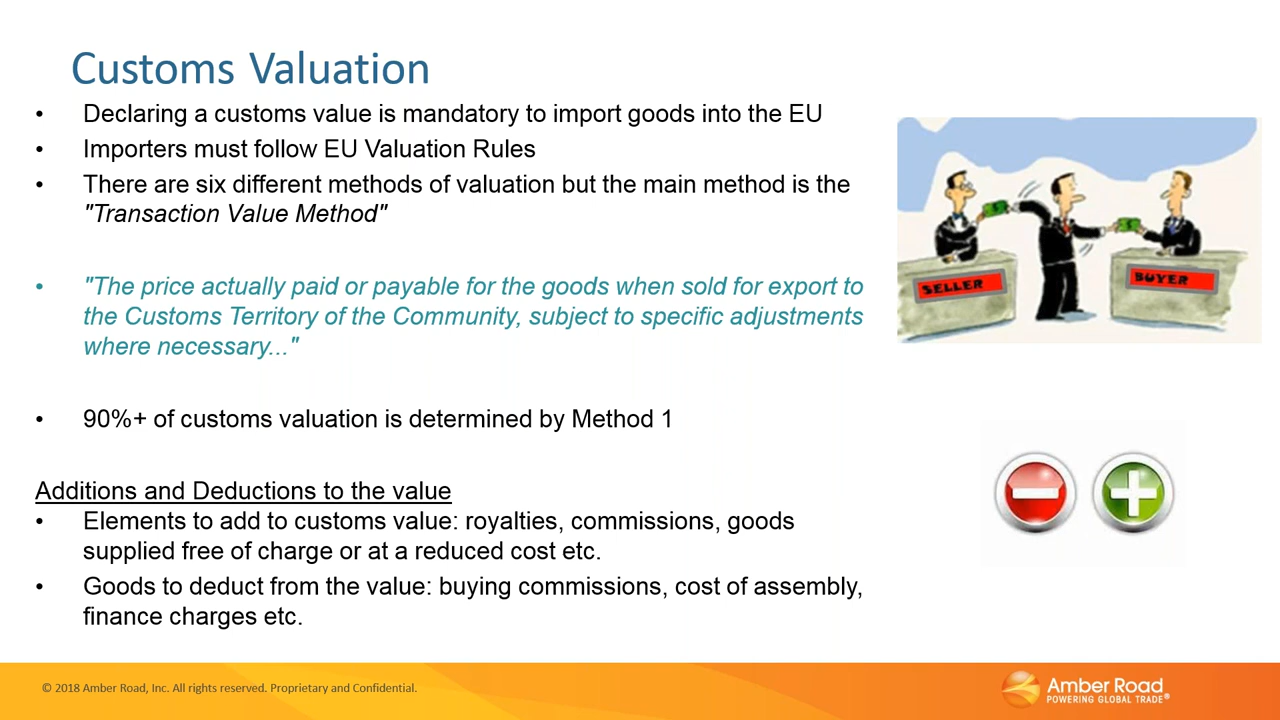 Customs Valuation
• Declaring a customs value is mandatory to import goods into the EU
• Importers must follow EU Valuation Rules
• There are six different methods of valuation but the main method is the
"Transaction Value Method"
• "The price actually paid or payable for the goods when sold for export to
the Customs Territory of the Community, subject to specific adjustments
where necessary..."
SELLER
BUYER
• 90%+ of customs valuation is determined by Method 1
Additions and Deductions to the value
• Elements to add to customs value: royalties, commissions, goods
supplied free of charge or at a reduced cost etc.
• Goods to deduct from the value: buying commissions, cost of assembly,
finance charges etc.
© 2018 Amber Road, Inc. All rights reserved. Proprietary and Confidential.
Amber Road
POWERING GLOBAL TRADE®